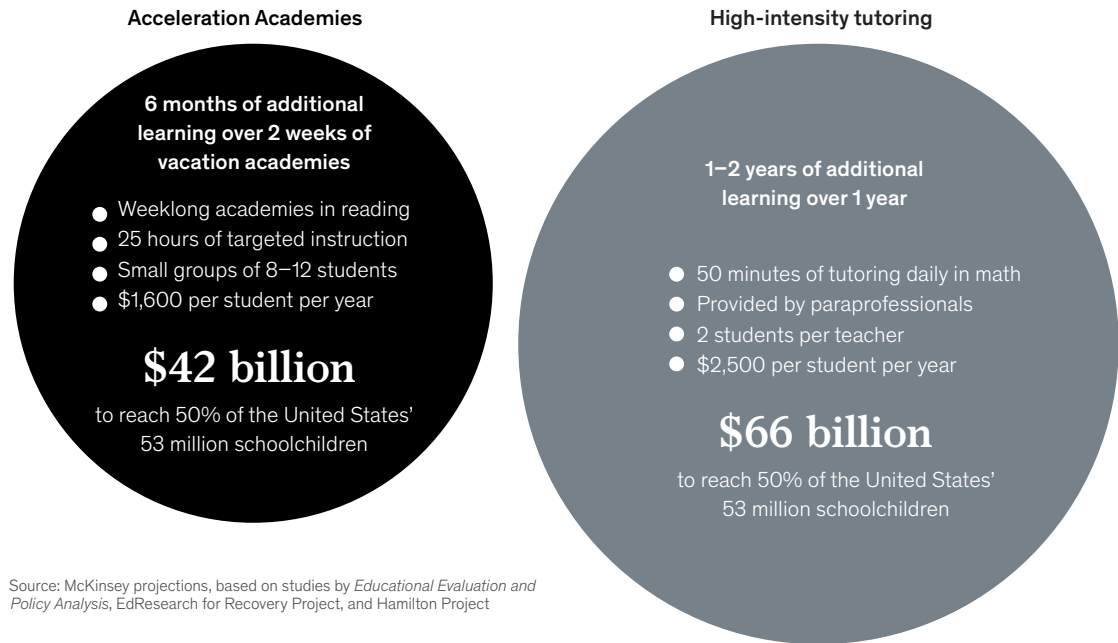 Acceleration Academies
6 months of additional
learning over 2 weeks of
vacation academies
Weeklong academies in reading
25 hours of targeted instruction
Small groups of 8–12 students
$1,600 per student per year
$42 billion
to reach 50% of the United States’
53 million schoolchildren
High-intensity tutoring
1–2 years of additional
learning over 1 year
50 minutes of tutoring daily in math
Provided by paraprofessionals
2 students per teacher
$2,500 per student per year
$66 billion
to reach 50% of the United States’
53 million schoolchildren
Source: McKinsey projections, based on studies by Educational Evaluation and
Policy Analysis, EdResearch for Recovery Project, and Hamilton Project